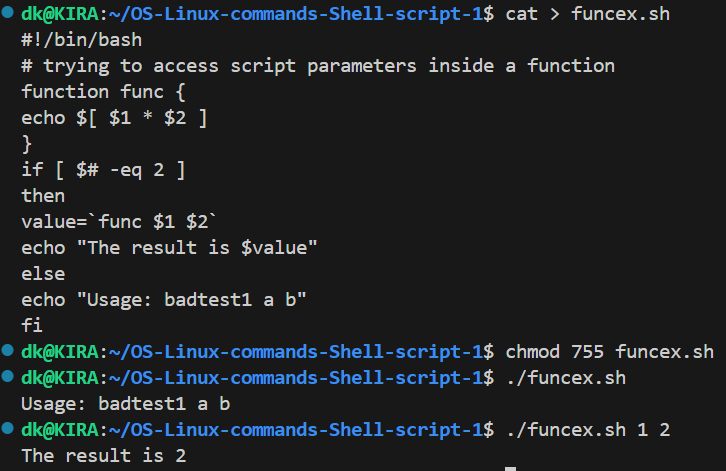 dk@KIRA:~/OS-Linux-commands-Shell-script-1$ cat > funcex.sh
#!/bin/bash
# trying to access script parameters inside a function
function func {
echo $[ $1 * $2 ]
}
if [ $# -eq 2 ]
then
value=`func $1 $2`
echo "The result is $value"
else
echo "Usage: badtest1 a b"
fi
dk@KIRA:~/OS-Linux-commands-Shell-script-1$ chmod 755 funcex.sh
dk@KIRA:~/OS-Linux-commands-Shell-script-1$ ./funcex.sh
Usage: badtest1 a b
dk@KIRA:~/OS-Linux-commands-Shell-script-1$ ./funcex.sh 1 2
The result is 2